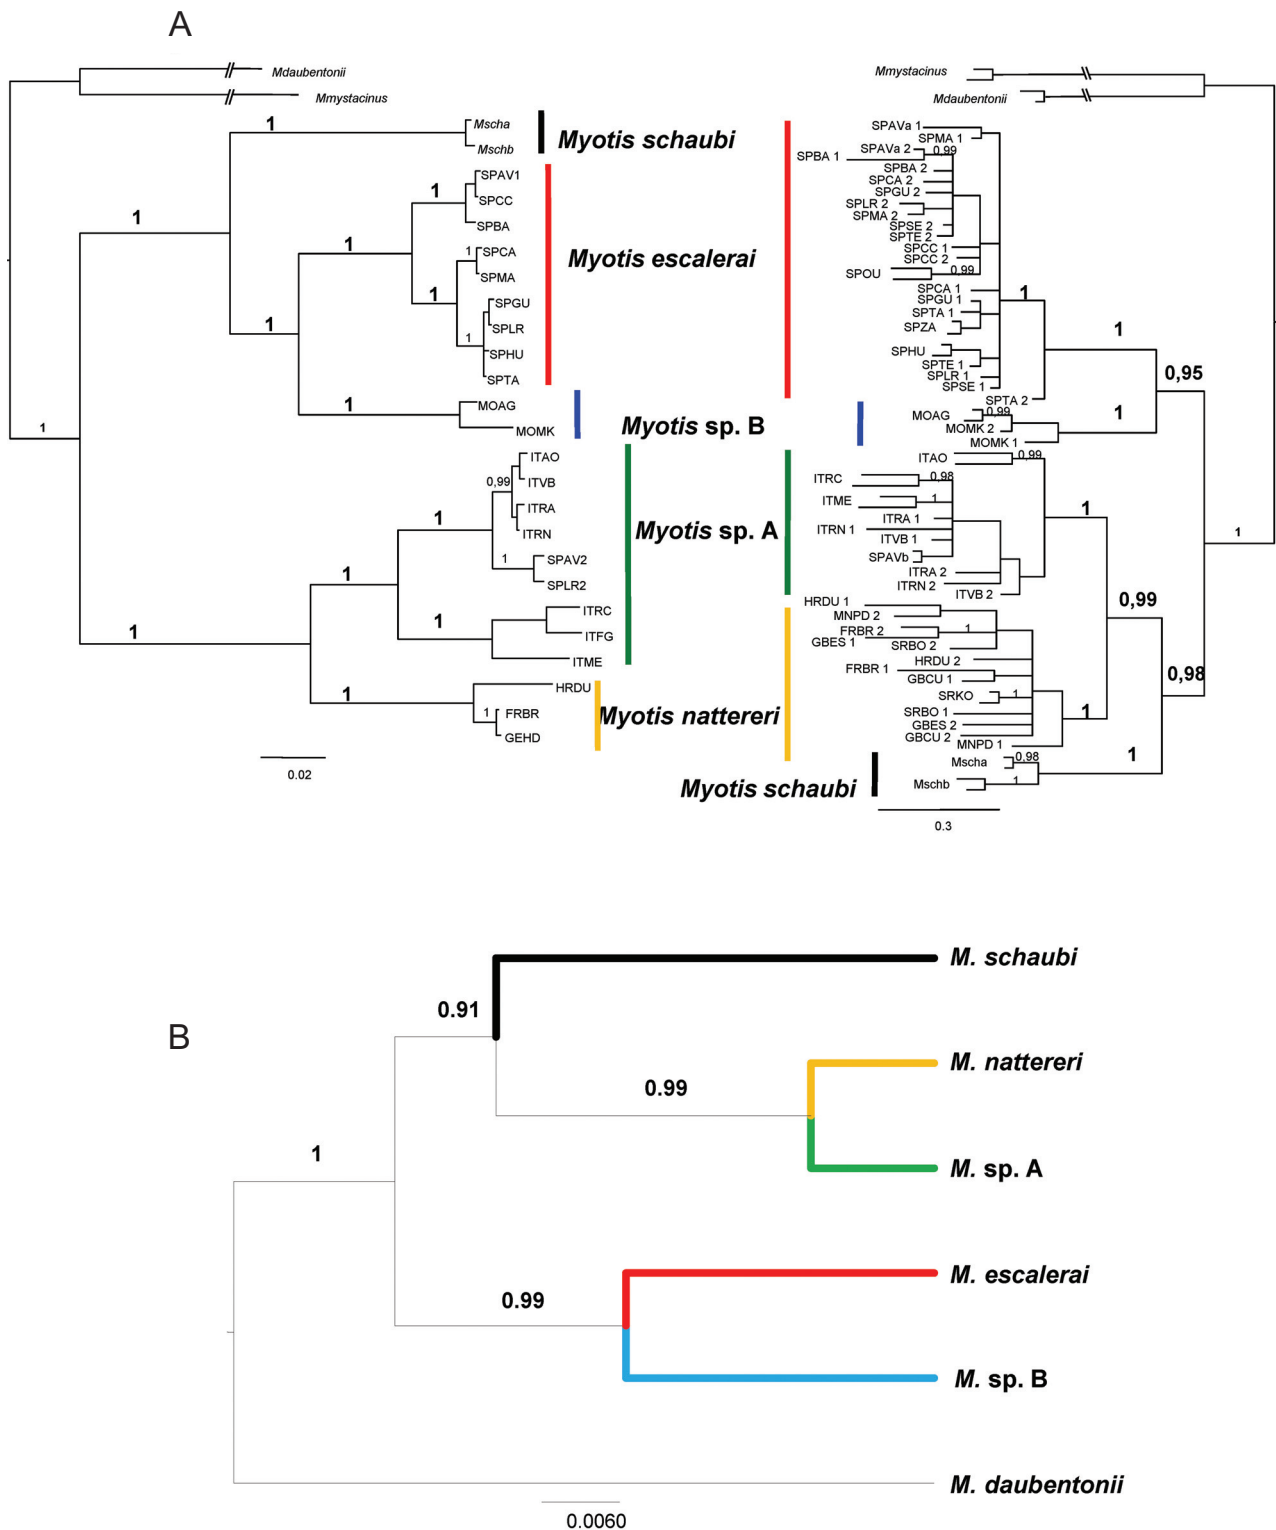 A
Mdaubentonii
Mmystacinus
1
Mscha
Mschb
Myotis schaubi
1
1
SPAV1
SPCC
SPBA
1
1
SPCA
SPMA
1
SPGU
SPLR
1
SPHU
SPTA
Myotis escalerai
1
1
MOAG
MOMK
Myotis sp. B
1
ITAO
0,99
ITVB
ITRA
1
ITRN
1
SPAV2
SPLR2
Myotis sp. A
1
ITRC
1
ITFG
ITME
1
HRDU
1
1
FRBR
GEHD
Myotis nattereri
0.02
Mmystacinus
Mdaubentonii
SPAVa 1
SPMA 1
SPAVa 2
0,99
SPBA 1
SPBA 2
SPCA 2
SPGU 2
SPLR 2
SPMA 2
SPSE 2
SPTE 2
SPCC 1
SPCC 2
SPOU
0,99
SPCA 1
1
SPGU 1
SPTA 1
SPZA
1
SPHU
SPTE 1
SPLR 1
0,95
SPSE 1
SPTA 2
MOAG
0,99
1
MOMK 2
MOMK 1
ITAO
0,99
ITRC
0,98
ITME
1
1
ITRA 1
ITRN 1
1
ITVB 1
SPAVb
ITRA 2
ITRN 2
ITVB 2
0,99
HRDU 1
MNPD 2
FRBR 2
1
GBES 1
SRBO 2
HRDU 2
FRBR 1
0,98
GBCU 1
SRKO
1
SRBO 1
1
GBES 2
GBCU 2
MNPD 1
1
Mscha
0,98
Mschb
1
Myotis schaubi
0.3
B
M. schaubi
0.91
M. nattereri
0.99
1
M. sp. A
M. escalerai
0.99
M. sp. B
M. daubentonii
0.0060